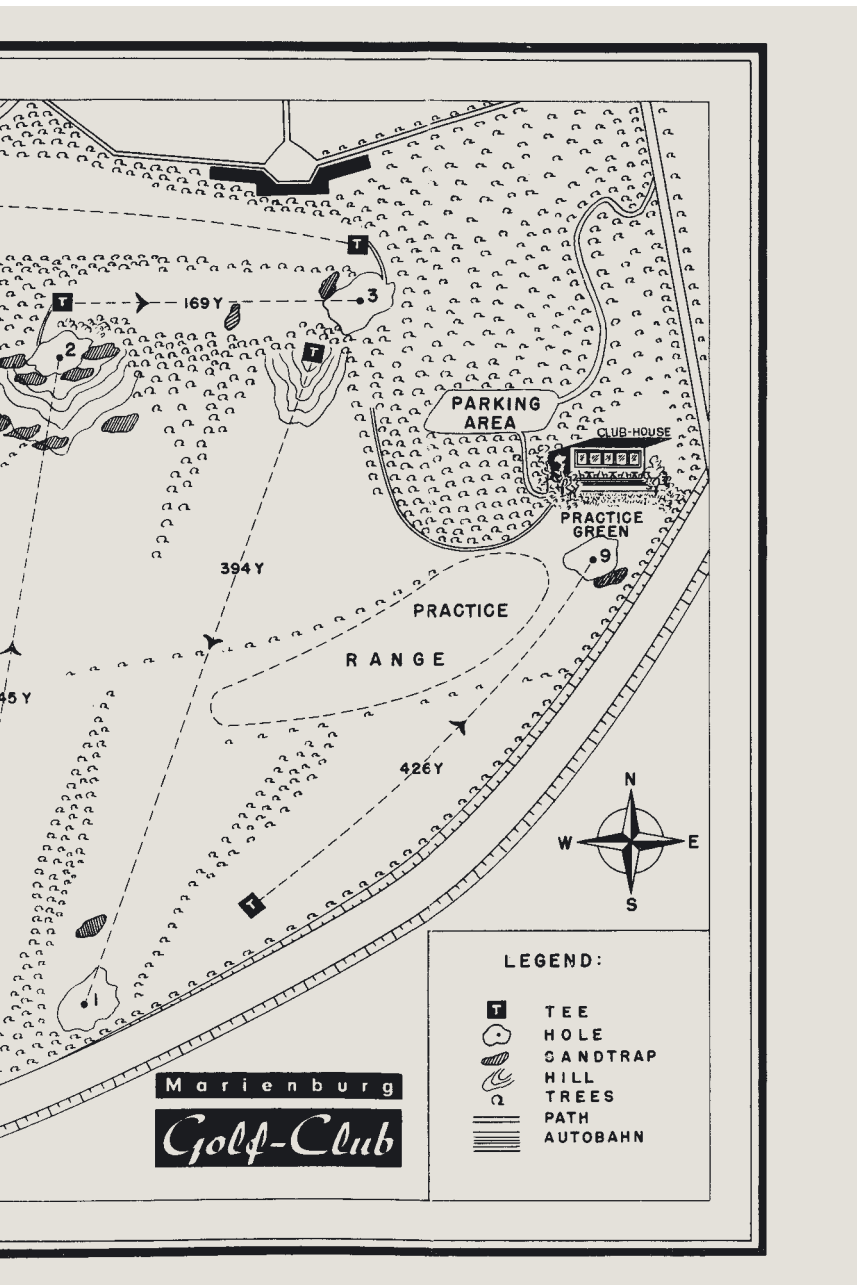 T
T
169Y
3
2
T
PARKING
AREA
CLUB-HOUSE
PRACTICE
GREEN
9
394Y
PRACTICE
RANGE
45Y
426Y
N
W
E
S
T
1
LEGEND:
T TEE
HOLE
SANDTRAP
HILL
TREES
PATH
AUTOBAHN
Marienburg
Golf-Club